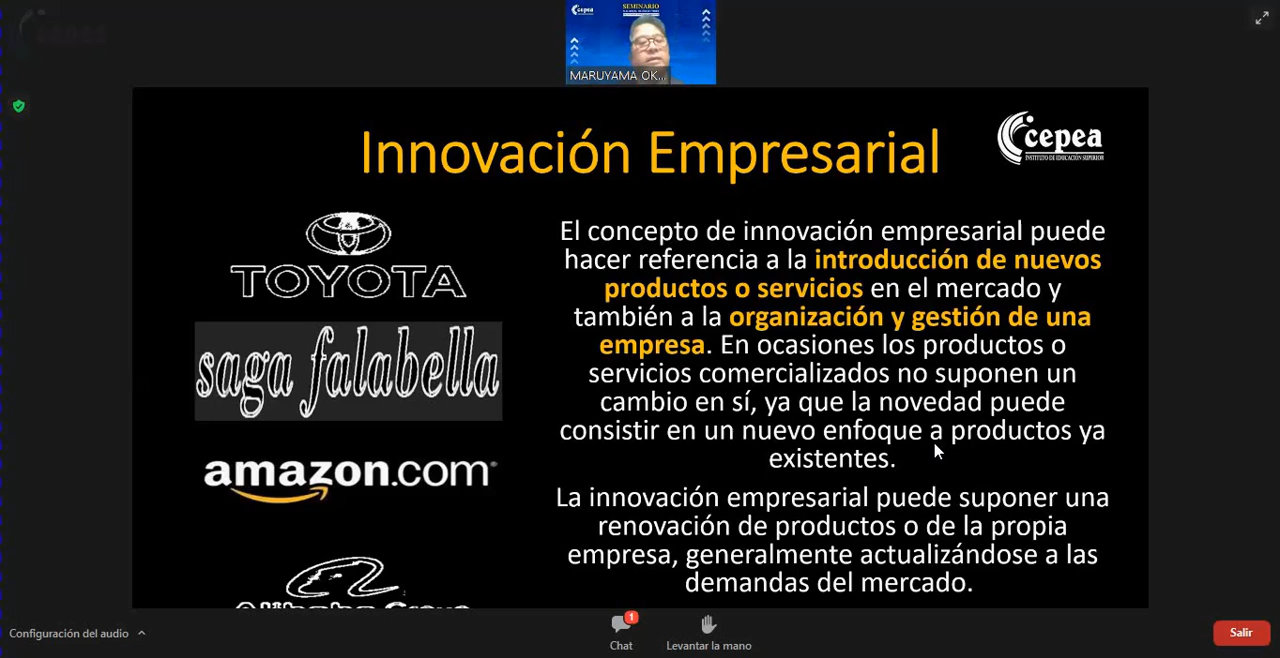 cepea
SEMINARIO
MARUYAMA OK...
Innovación Empresarial
cepea
INSTITUTO DE EDUCACIÓN SUPERIOR
TOYOTA
saga falabella
amazon.com
El concepto de innovación empresarial puede
hacer referencia a la introducción de nuevos
productos o servicios en el mercado y
también a la organización y gestión de una
empresa. En ocasiones los productos o
servicios comercializados no suponen un
cambio en sí, ya que la novedad puede
consistir en un nuevo enfoque a productos ya
existentes.
La innovación empresarial puede suponer una
renovación de productos o de la propia
empresa, generalmente actualizándose a las
demandas del mercado.
Alibaba Group
Configuración del audio
1
Chat
Levantar la mano
Salir